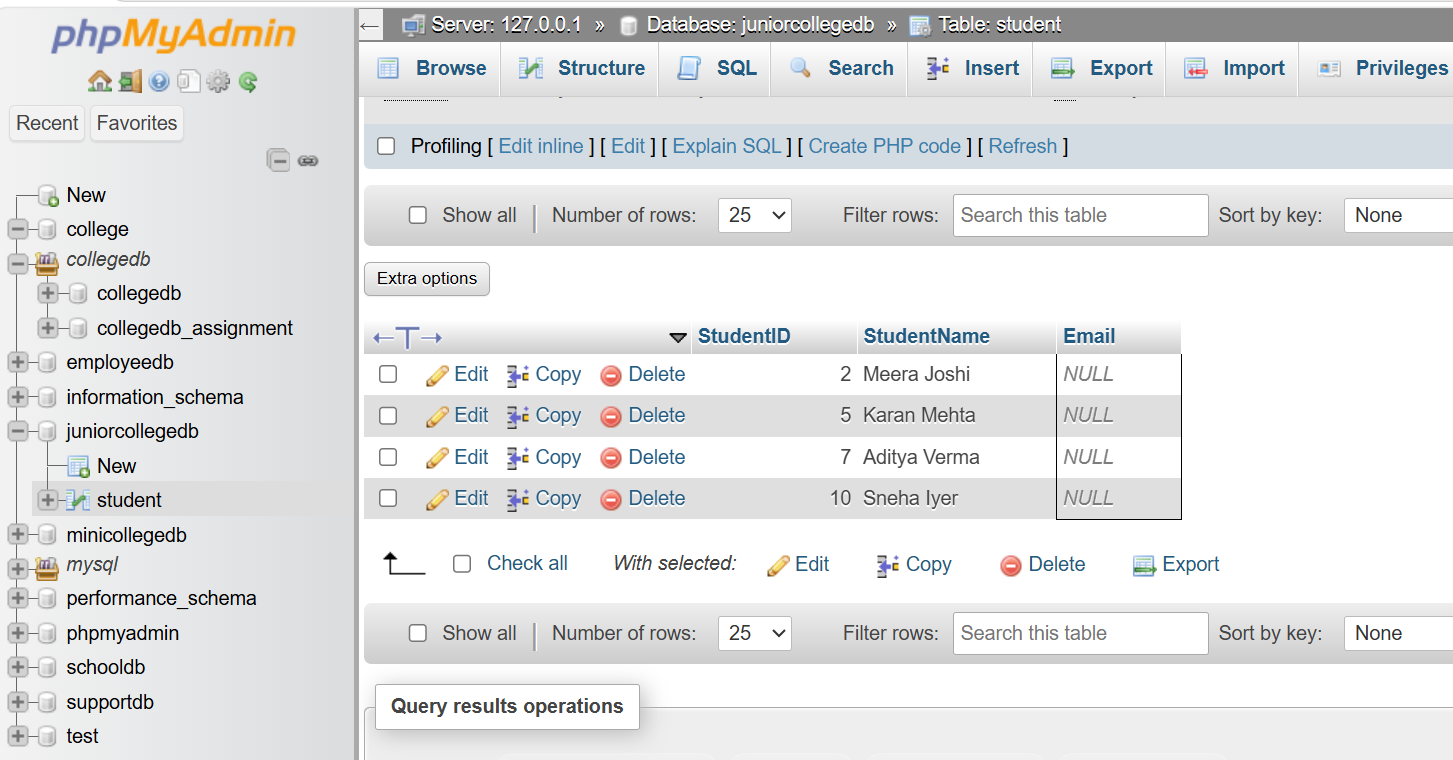 phpMyAdmin
Recent Favorites
New
college
collegedb
collegedb
collegedb_assignment
employeedb
information_schema
juniorcollegedb
New
student
minicollegedb
mysql
performance_schema
phpmyadmin
schooldb
supportdb
test
← Server: 127.0.0.1 » Database: juniorcollegedb » Table: student
Browse Structure SQL Search Insert Export Import Privileges
Profiling [ Edit inline ] [ Edit ] [ Explain SQL ] [ Create PHP code ] [ Refresh ]
Show all | Number of rows: 25 Filter rows: Search this table Sort by key: None
Extra options
←T→ StudentID StudentName Email
Edit Copy Delete 2 Meera Joshi NULL
Edit Copy Delete 5 Karan Mehta NULL
Edit Copy Delete 7 Aditya Verma NULL
Edit Copy Delete 10 Sneha Iyer NULL
Check all With selected: Edit Copy Delete Export
Show all | Number of rows: 25 Filter rows: Search this table Sort by key: None
Query results operations